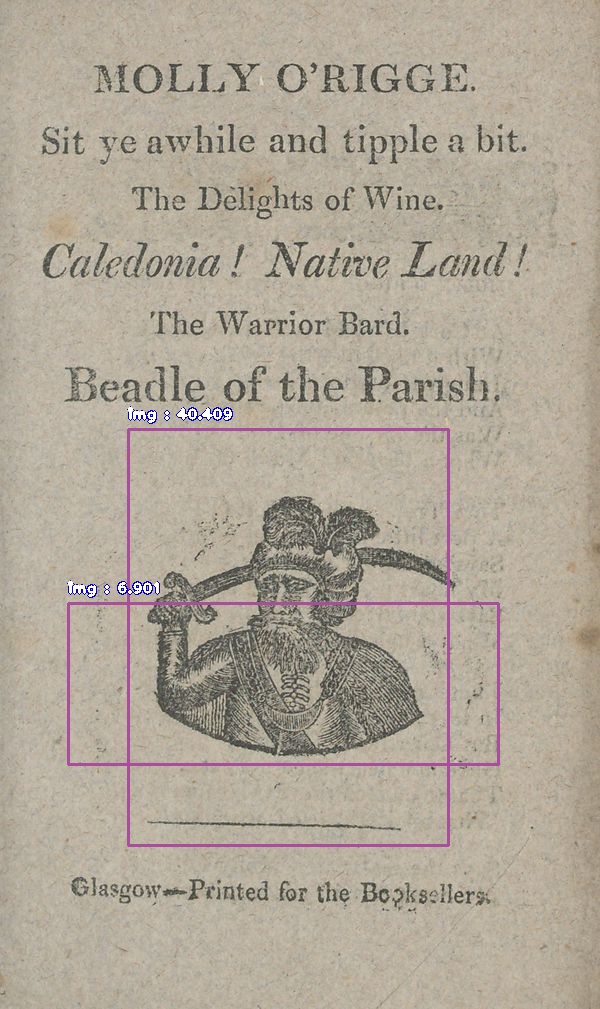 MOLLY O'RIGGE.
Sit ye awhile and tipple a bit.
The Delights of Wine.
Caledonia! Native Land!
The Warrior Bard.
Beadle of the Parish.
img : 40.409
img : 6.901
Glasgow—Printed for the Booksellers.